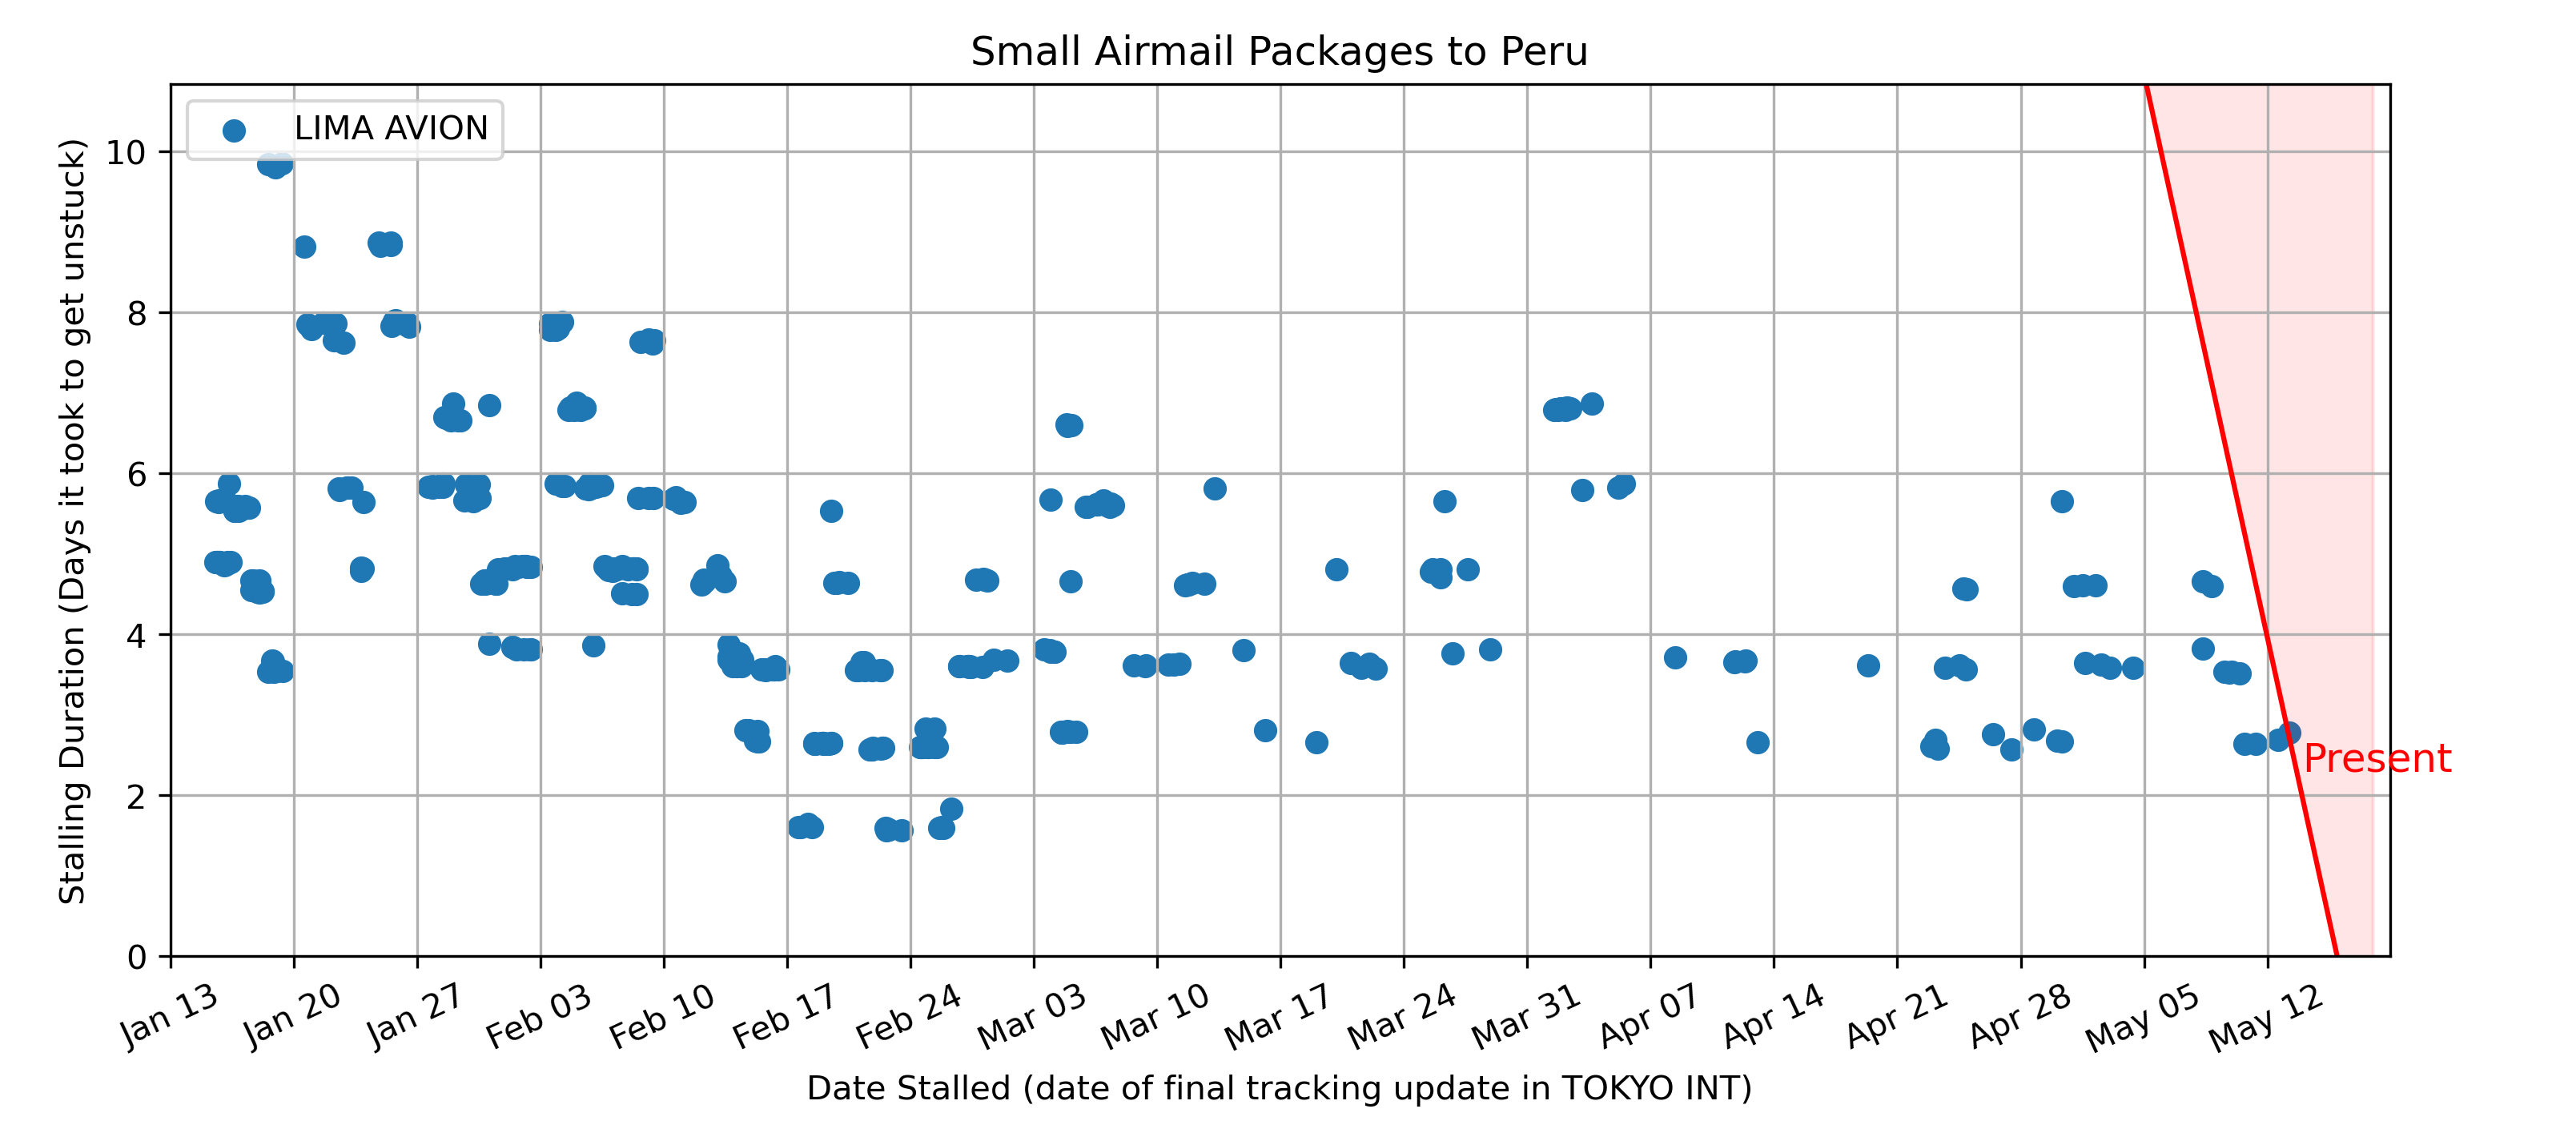 Small Airmail Packages to Peru
LIMA AVION
Stalling Duration (Days it took to get unstuck)
10
8
6
4
2
0
Present
Jan 13
Jan 20
Jan 27
Feb 03
Feb 10
Feb 17
Feb 24
Mar 03
Mar 10
Mar 17
Mar 24
Mar 31
Apr 07
Apr 14
Apr 21
Apr 28
May 05
May 12
Date Stalled (date of final tracking update in TOKYO INT)